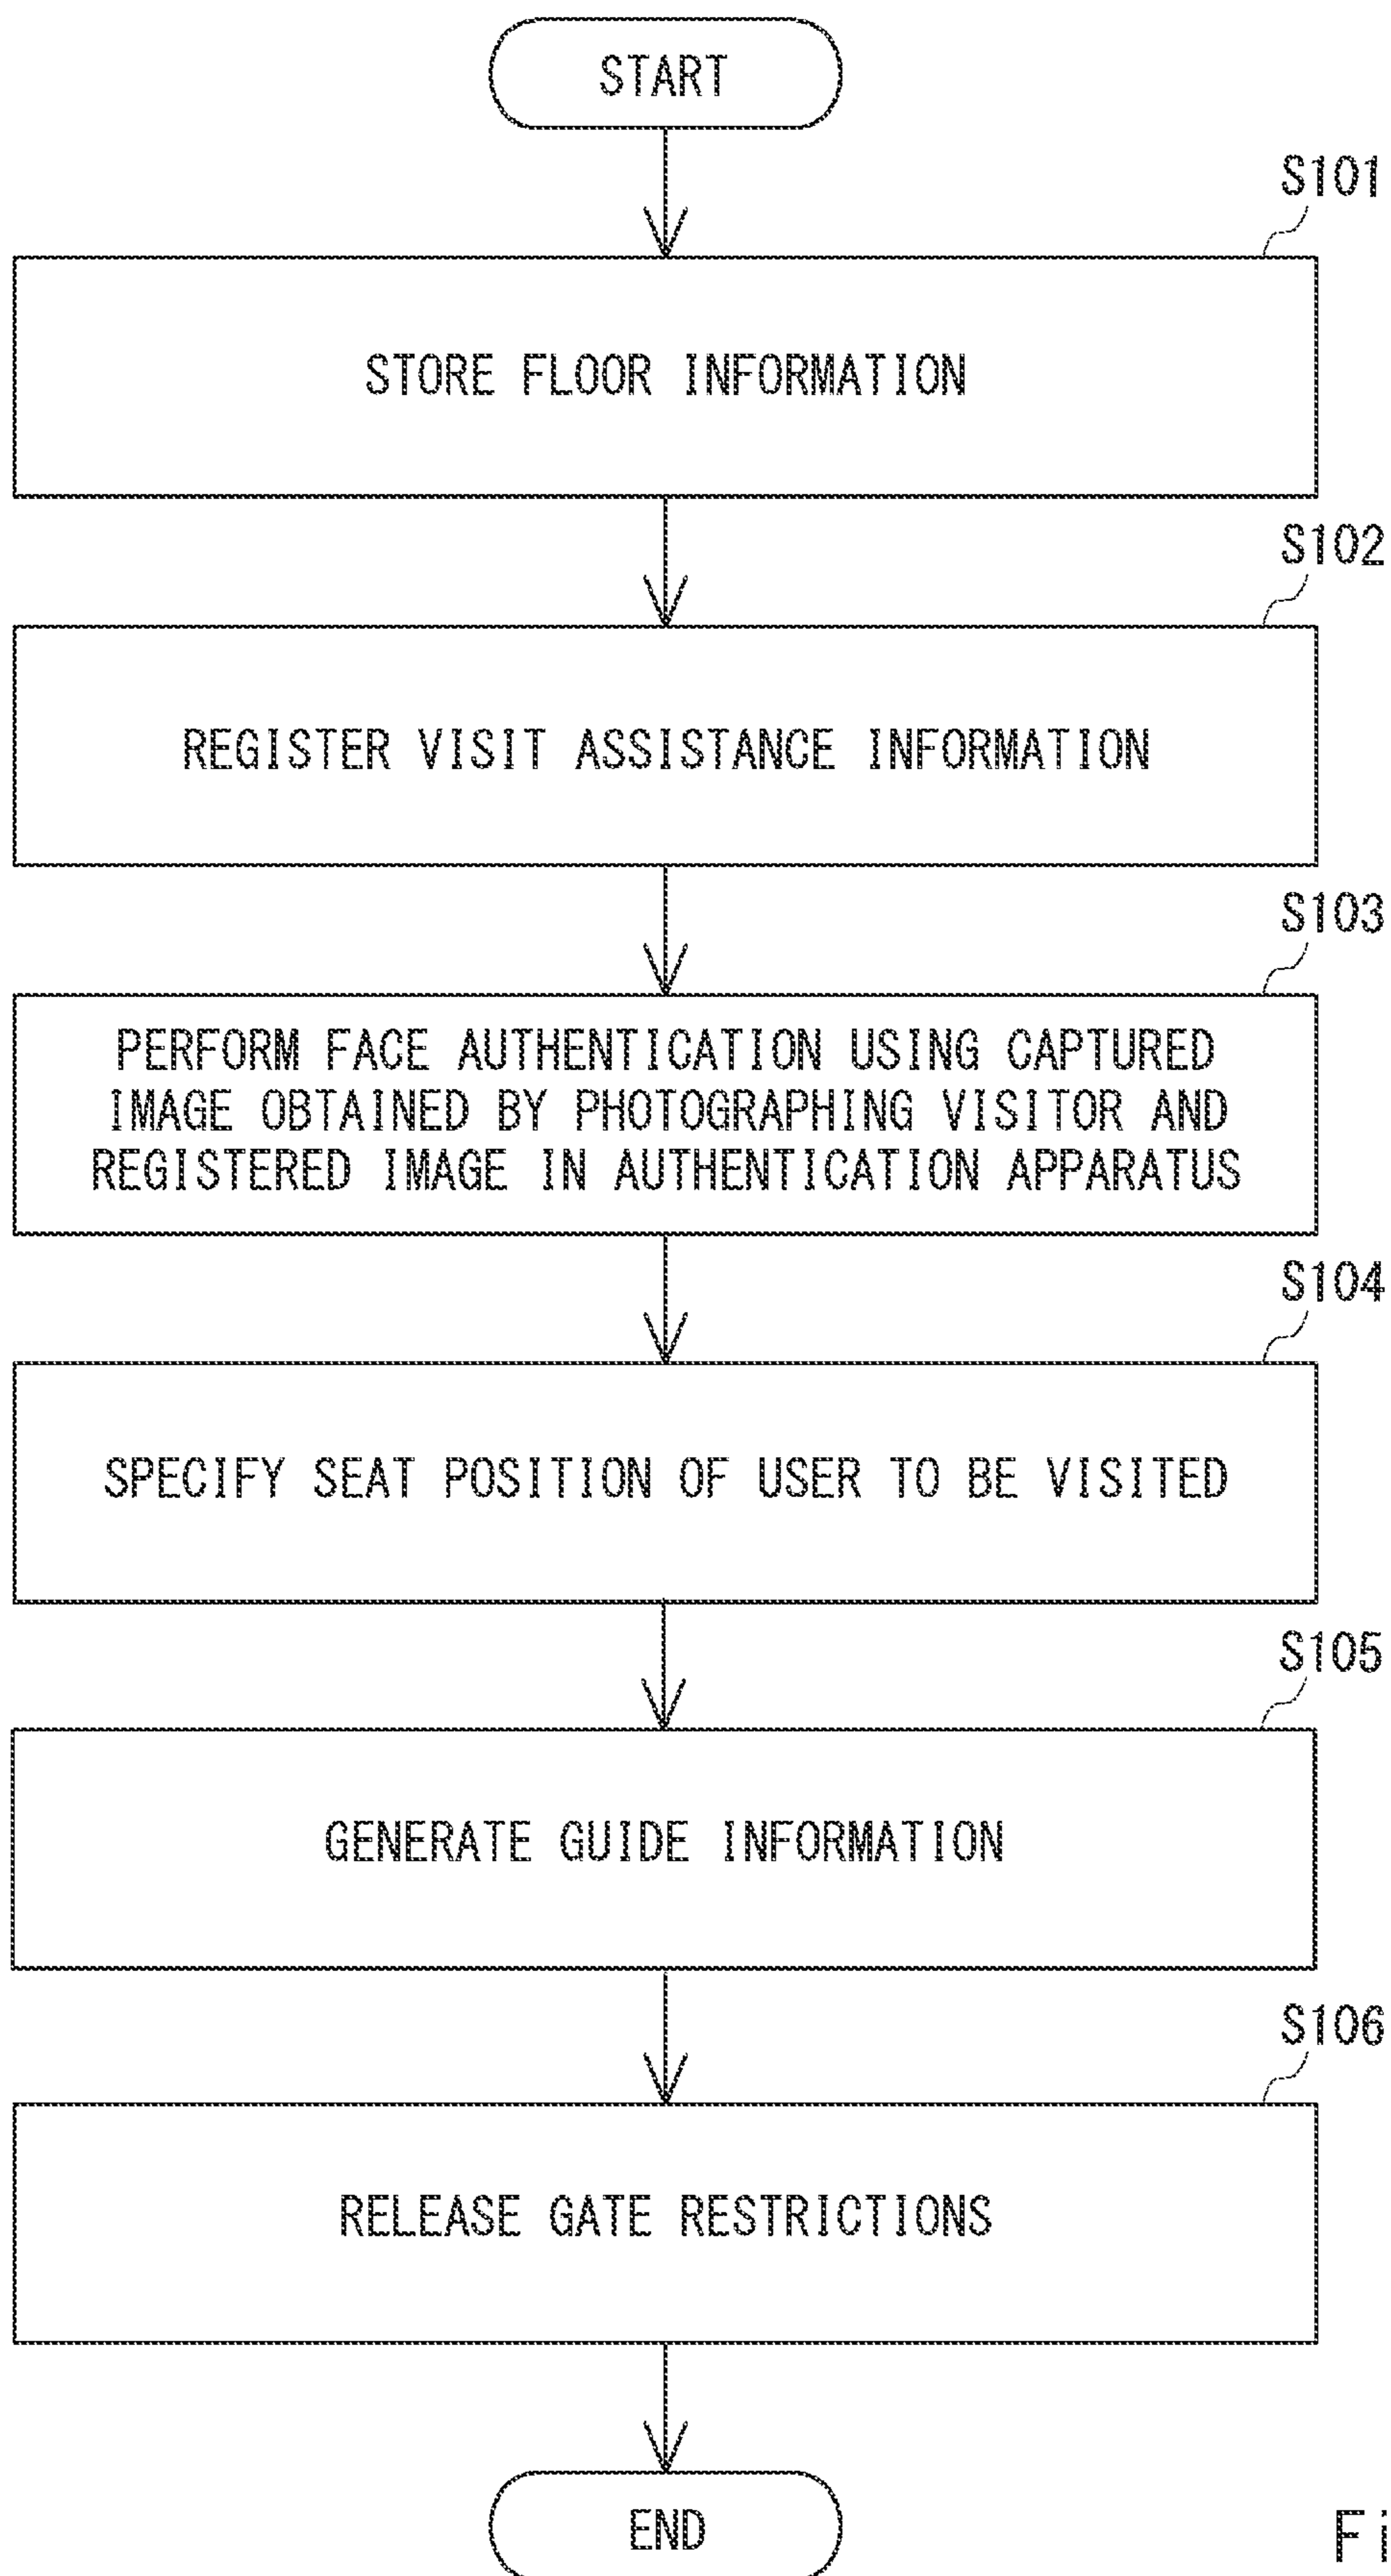 START
S101
STORE FLOOR INFORMATION
S102
REGISTER VISIT ASSISTANCE INFORMATION
S103
PERFORM FACE AUTHENTICATION USING CAPTURED
IMAGE OBTAINED BY PHOTOGRAPHING VISITOR AND
REGISTERED IMAGE IN AUTHENTICATION APPARATUS
S104
SPECIFY SEAT POSITION OF USER TO BE VISITED
S105
GENERATE GUIDE INFORMATION
S106
RELEASE GATE RESTRICTIONS
END
Fi